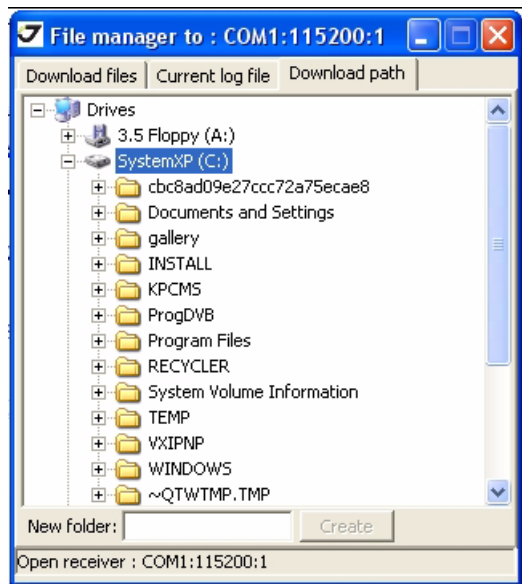 File manager to : COM1:115200:1
Download files Current log file Download path
Drives
3.5 Floppy (A:)
SystemXP (C:)
cbc8ad09e27ccc72a75ecae8
Documents and Settings
gallery
INSTALL
KPCMS
ProgDVB
Program Files
RECYCLER
System Volume Information
TEMP
VXIPNP
WINDOWS
~QTWTMP.TMP
New folder: Create
Open receiver : COM1:115200:1